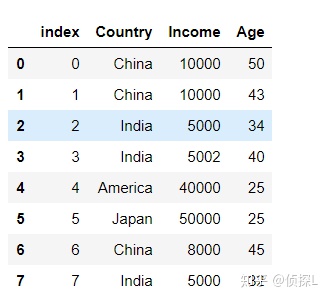 index Country Income Age
0 0 China 10000 50
1 1 China 10000 43
2 2 India 5000 34
3 3 India 5002 40
4 4 America 40000 25
5 5 Japan 50000 25
6 6 China 8000 45
7 7 India 5000
知乎 @侦探L